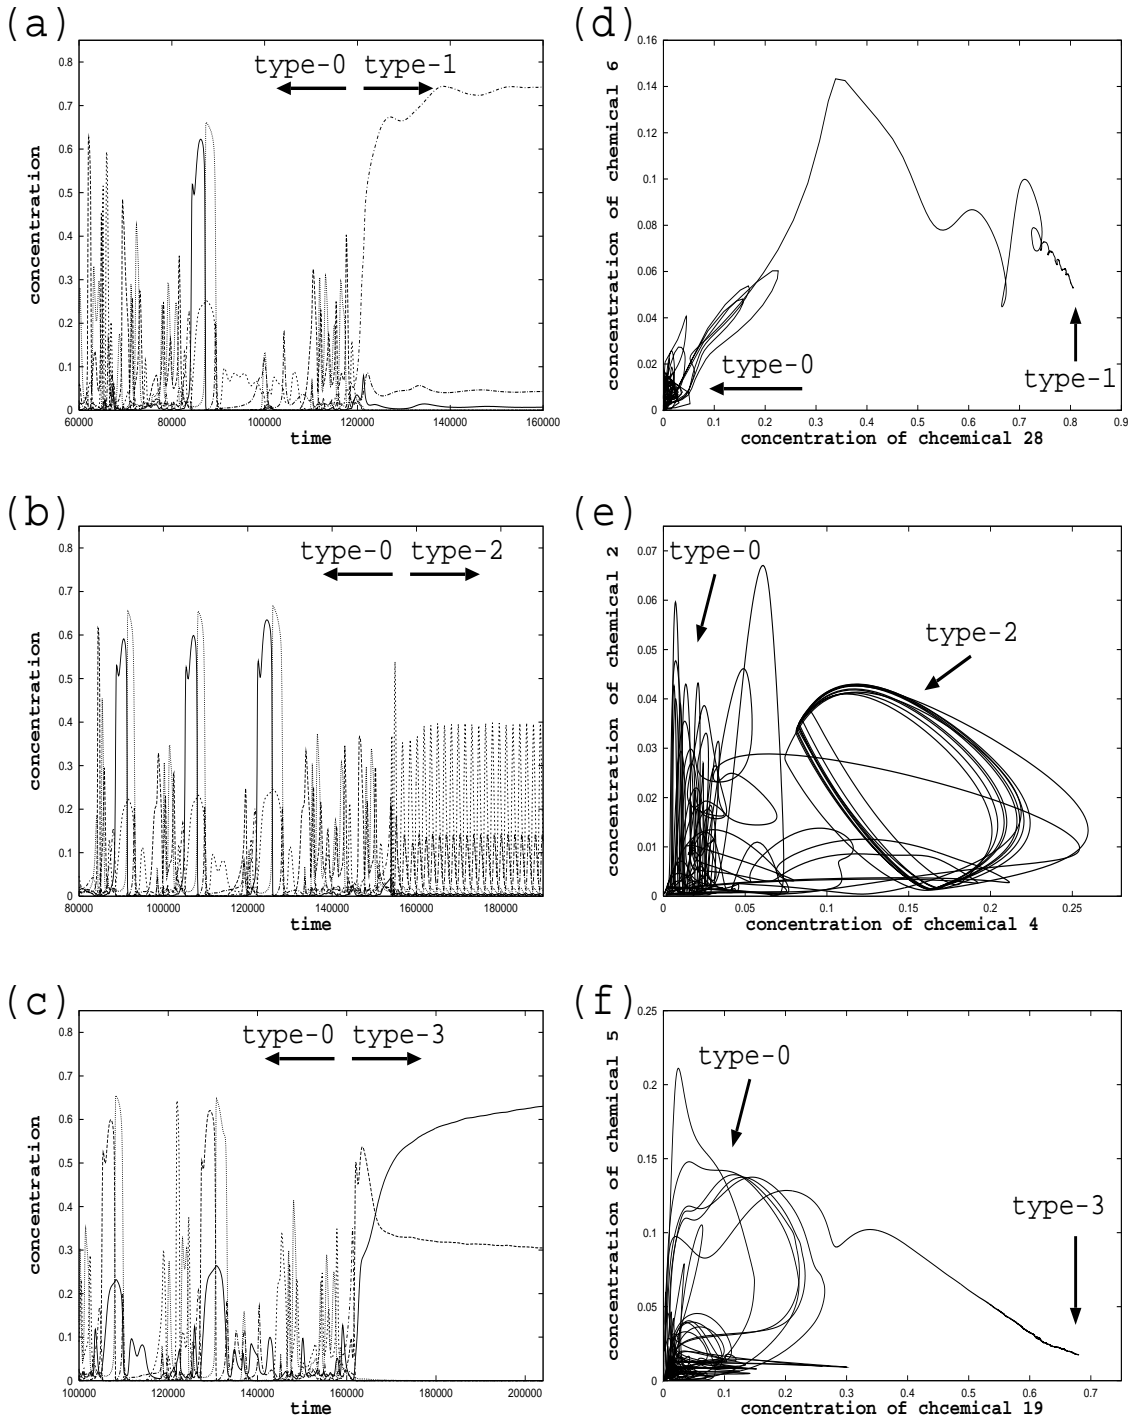 (a)
type-0 type-1
concentration
0.8
0.7
0.6
0.5
0.4
0.3
0.2
0.1
0
60000 80000 100000 120000 140000 160000
time
(d)
concentration of chemical 6
0.16
0.14
0.12
0.1
0.08
0.06
0.04
0.02
0
type-0
type-1
0 0.1 0.2 0.3 0.4 0.5 0.6 0.7 0.8 0.9
concentration of chcemical 28
(b)
type-0 type-2
concentration
0.8
0.7
0.6
0.5
0.4
0.3
0.2
0.1
0
80000 100000 120000 140000 160000 180000
time
(e)
concentration of chemical 2
0.07
0.06
0.05
0.04
0.03
0.02
0.01
0
type-0
type-2
0 0.05 0.1 0.15 0.2 0.25
concentration of chcemical 4
(c)
type-0 type-3
concentration
0.8
0.7
0.6
0.5
0.4
0.3
0.2
0.1
0
100000 120000 140000 160000 180000 200000
time
(f)
concentration of chemical 5
0.25
0.2
0.15
0.1
0.05
0
type-0
type-3
0 0.1 0.2 0.3 0.4 0.5 0.6 0.7
concentration of chcemical 19